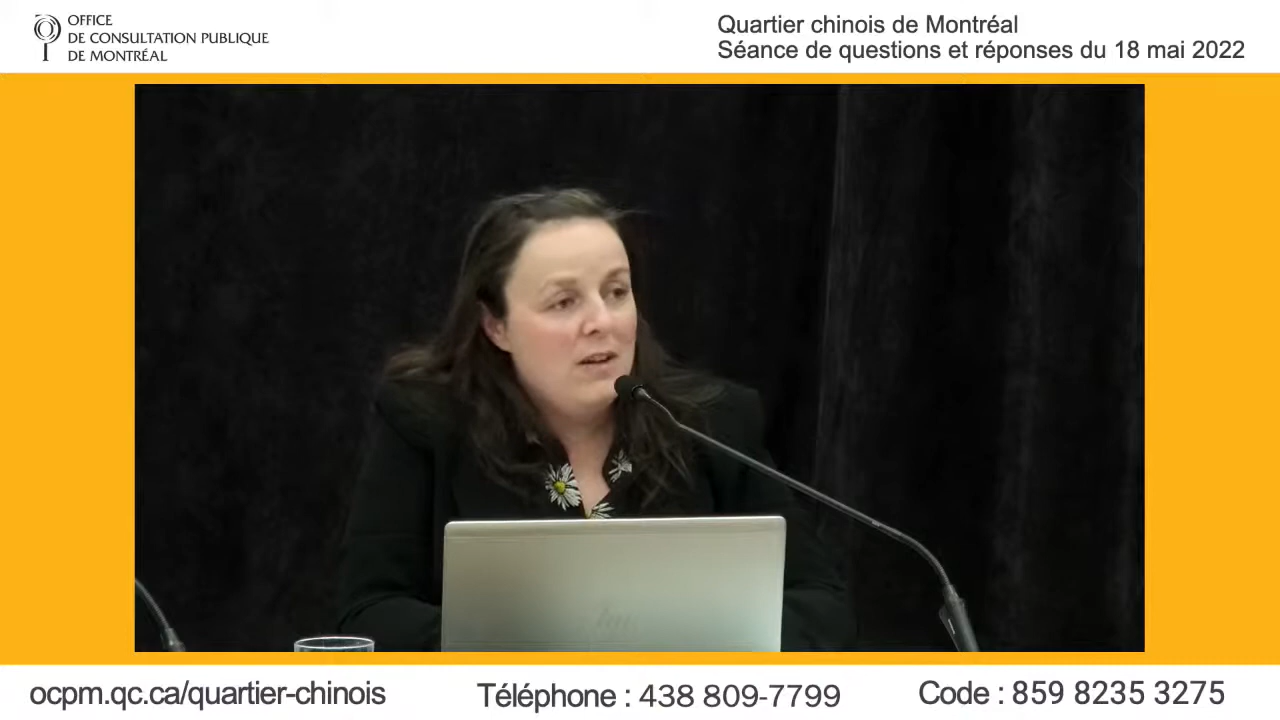 OFFICE
DE CONSULTATION PUBLIQUE
DE MONTRÉAL
Quartier chinois de Montréal
Séance de questions et réponses du 18 mai 2022
hp
ocpm.qc.ca/quartier-chinois
Téléphone : 438 809-7799
Code : 859 8235 3275